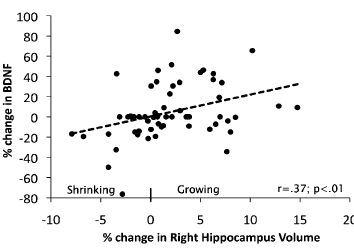 % change in BDNF
100
80
60
40
20
0
-20
-40
-60
-80
Shrinking
Growing
r=.37; p<.01
-10 -5 0 5 10 15 20
% change in Right Hippocampus Volume